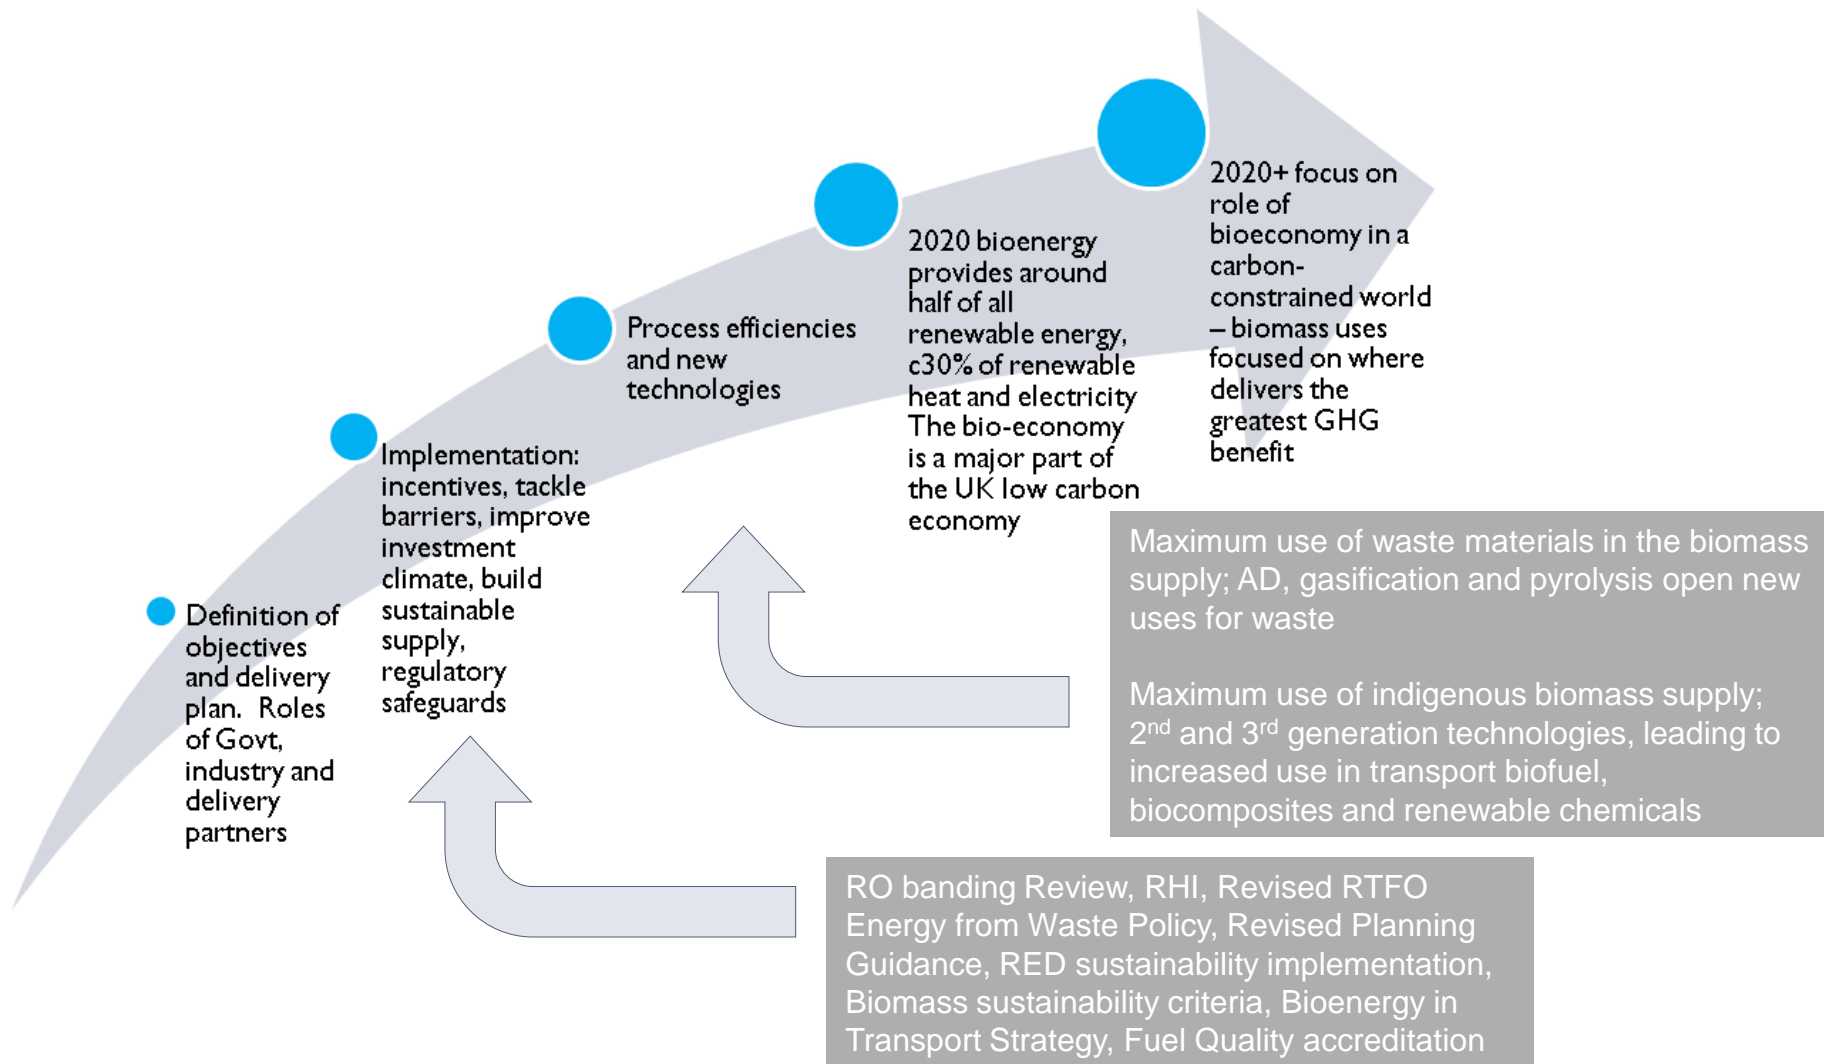 Definition of
objectives
and delivery
plan.  Roles
of Govt,
industry and
delivery
partners
Implementation:
incentives, tackle
barriers, improve
investment
climate, build
sustainable
supply,
regulatory
safeguards
Process efficiencies
and new
technologies
2020 bioenergy
provides around
half of all
renewable energy,
c30% of renewable
heat and electricity
The bio-economy
is a major part of
the UK low carbon
economy
2020+ focus on
role of
bioeconomy in a
carbon-
constrained world
– biomass uses
focused on where
delivers the
greatest GHG
benefit
Maximum use of waste materials in the biomass
supply; AD, gasification and pyrolysis open new
uses for waste
Maximum use of indigenous biomass supply;
2nd and 3rd generation technologies, leading to
increased use in transport biofuel,
biocomposites and renewable chemicals
RO banding Review, RHI, Revised RTFO
Energy from Waste Policy, Revised Planning
Guidance, RED sustainability implementation,
Biomass sustainability criteria, Bioenergy in
Transport Strategy, Fuel Quality accreditation